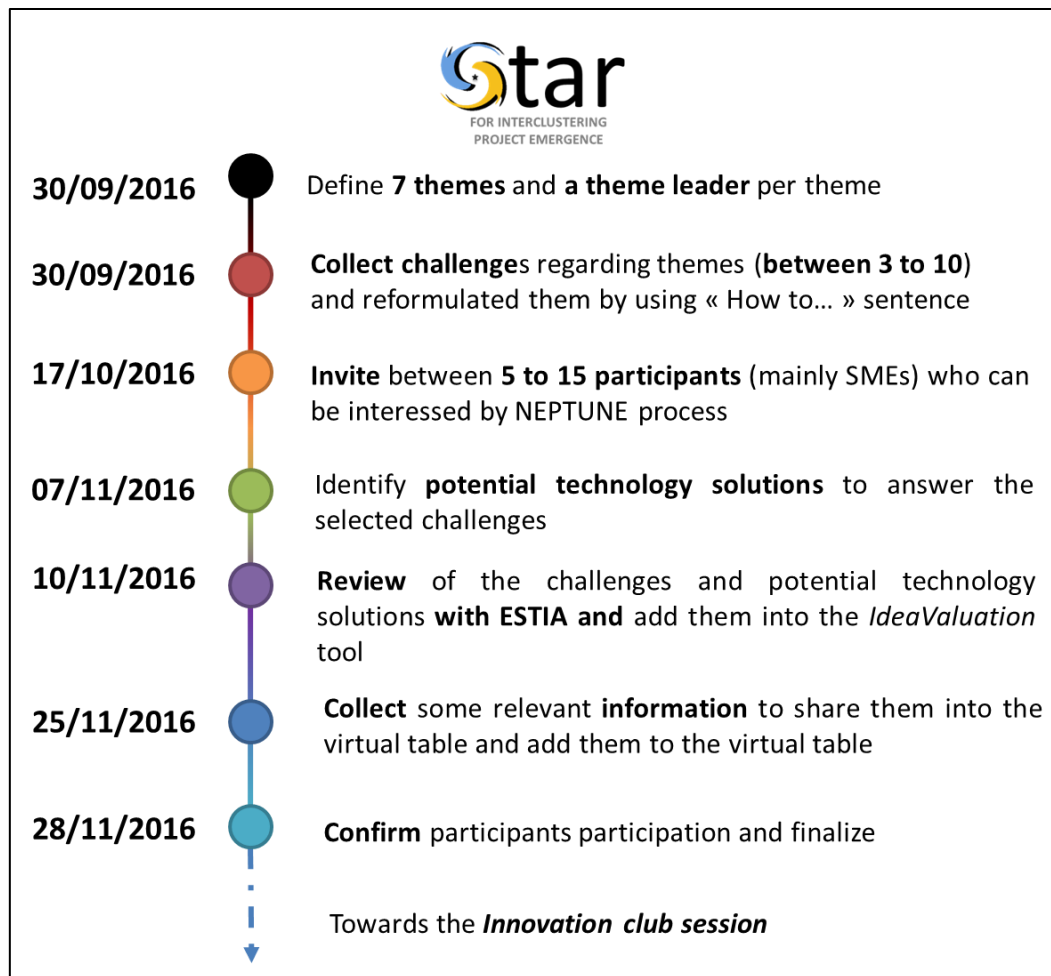 Star
FOR INTERCLUSTERING
PROJECT EMERGENCE
30/09/2016
Define 7 themes and a theme leader per theme
30/09/2016
Collect challenges regarding themes (between 3 to 10)
and reformulated them by using « How to... » sentence
17/10/2016
Invite between 5 to 15 participants (mainly SMEs) who can
be interessed by NEPTUNE process
07/11/2016
Identify potential technology solutions to answer the
selected challenges
10/11/2016
Review of the challenges and potential technology
solutions with ESTIA and add them into the IdeaValuation
tool
25/11/2016
Collect some relevant information to share them into the
virtual table and add them to the virtual table
28/11/2016
Confirm participants participation and finalize
Towards the Innovation club session